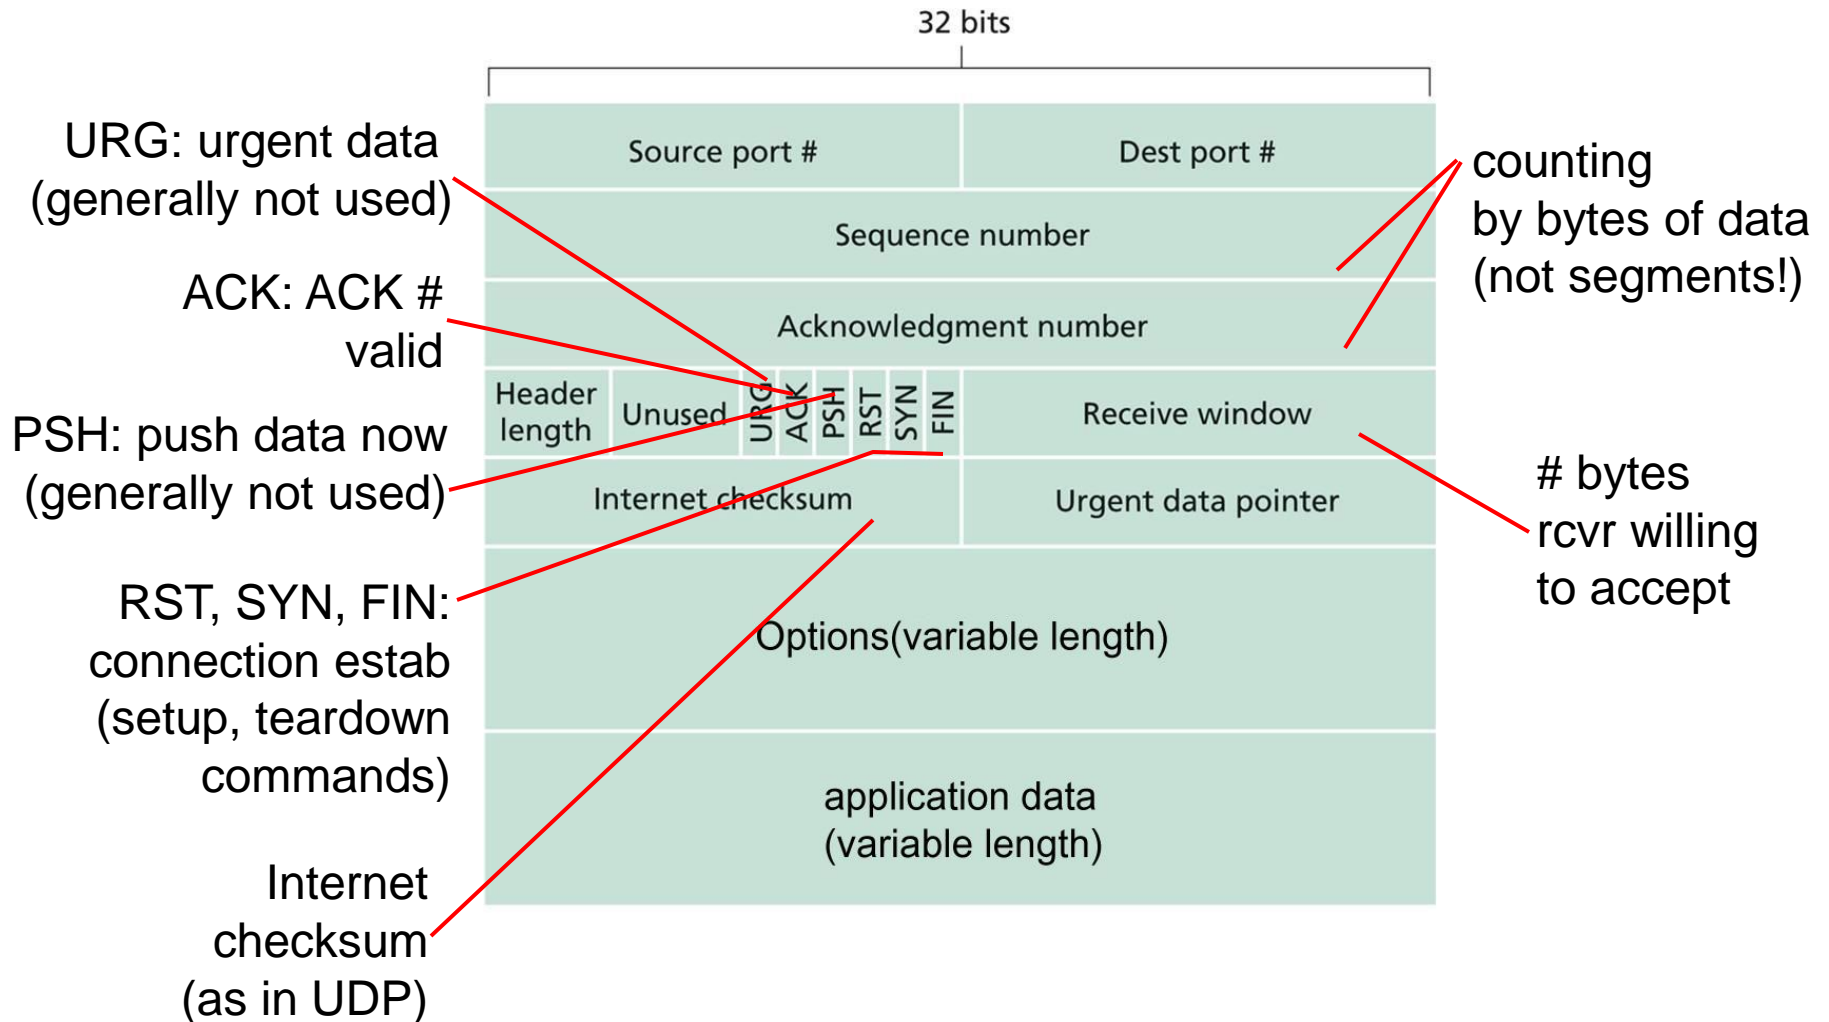 32 bits
URG: urgent data
(generally not used)
ACK: ACK #
valid
PSH: push data now
(generally not used)
RST, SYN, FIN:
connection estab
(setup, teardown
commands)
Internet
checksum
(as in UDP)
Source port #
Dest port #
Sequence number
Acknowledgment number
Header
length
Unused
URG
ACK
PSH
RST
SYN
FIN
Receive window
Internet checksum
Urgent data pointer
Options(variable length)
application data
(variable length)
counting
by bytes of data
(not segments!)
# bytes
rcvr willing
to accept